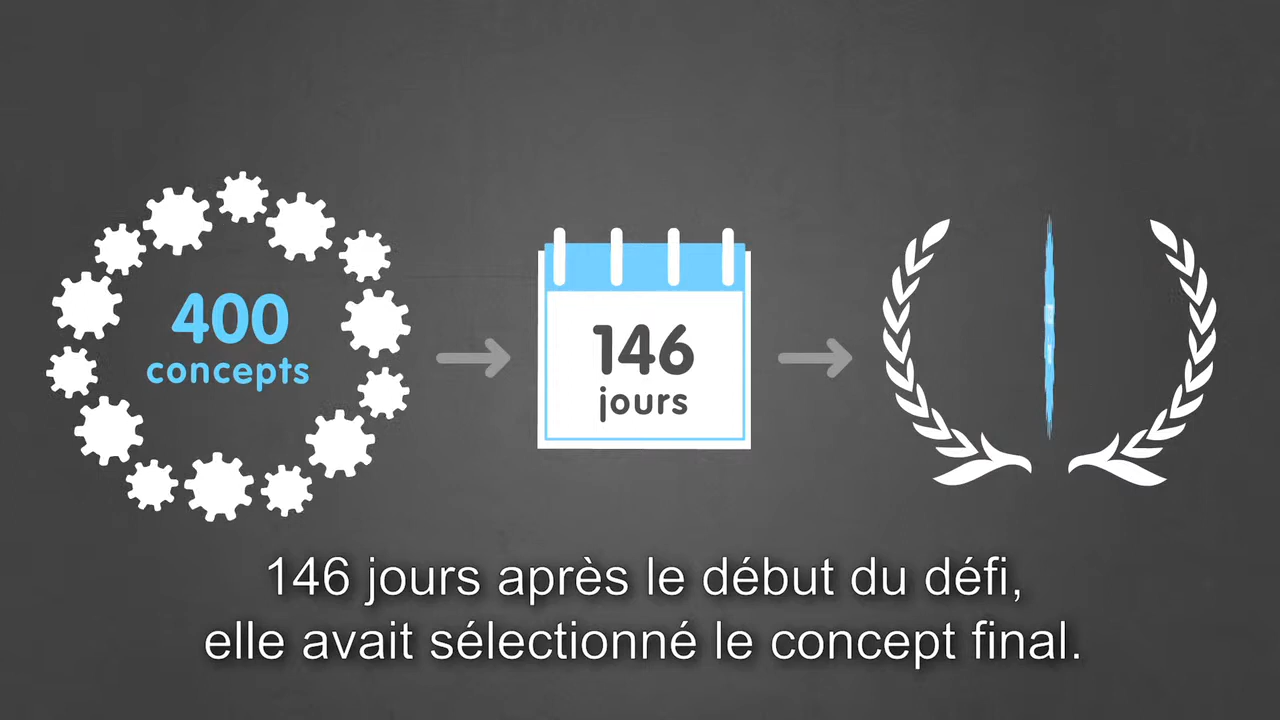 400
concepts
146
jours
146 jours après le début du défi,
elle avait sélectionné le concept final.